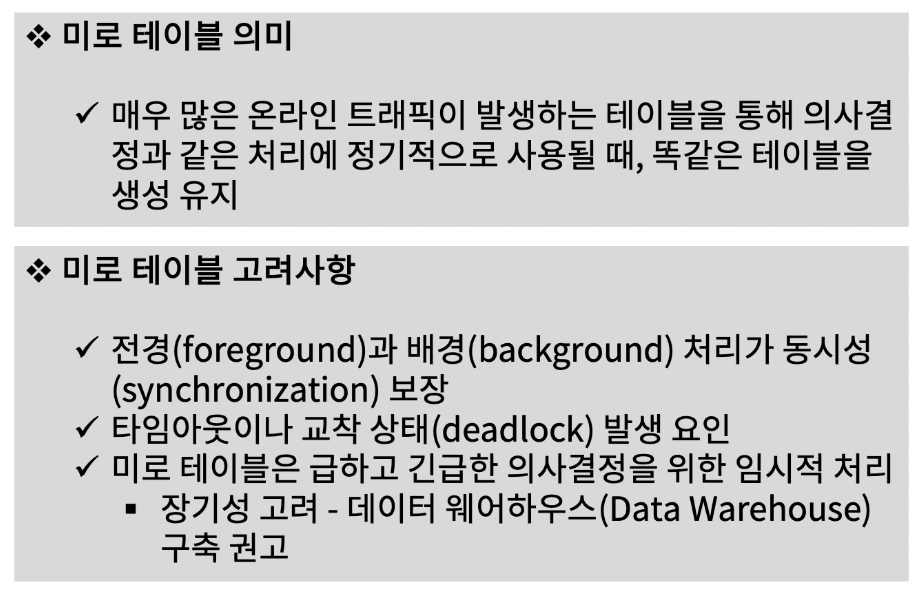 ❖ 미로 테이블 의미
✓ 매우 많은 온라인 트래픽이 발생하는 테이블을 통해 의사결
정과 같은 처리에 정기적으로 사용될 때, 똑같은 테이블을
생성 유지
❖ 미로 테이블 고려사항
✓ 전경(foreground)과 배경(background) 처리가 동시성
(synchronization) 보장
✓ 타임아웃이나 교착 상태(deadlock) 발생 요인
✓ 미로 테이블은 급하고 긴급한 의사결정을 위한 임시적 처리
▪ 장기성 고려 - 데이터 웨어하우스(Data Warehouse)
구축 권고